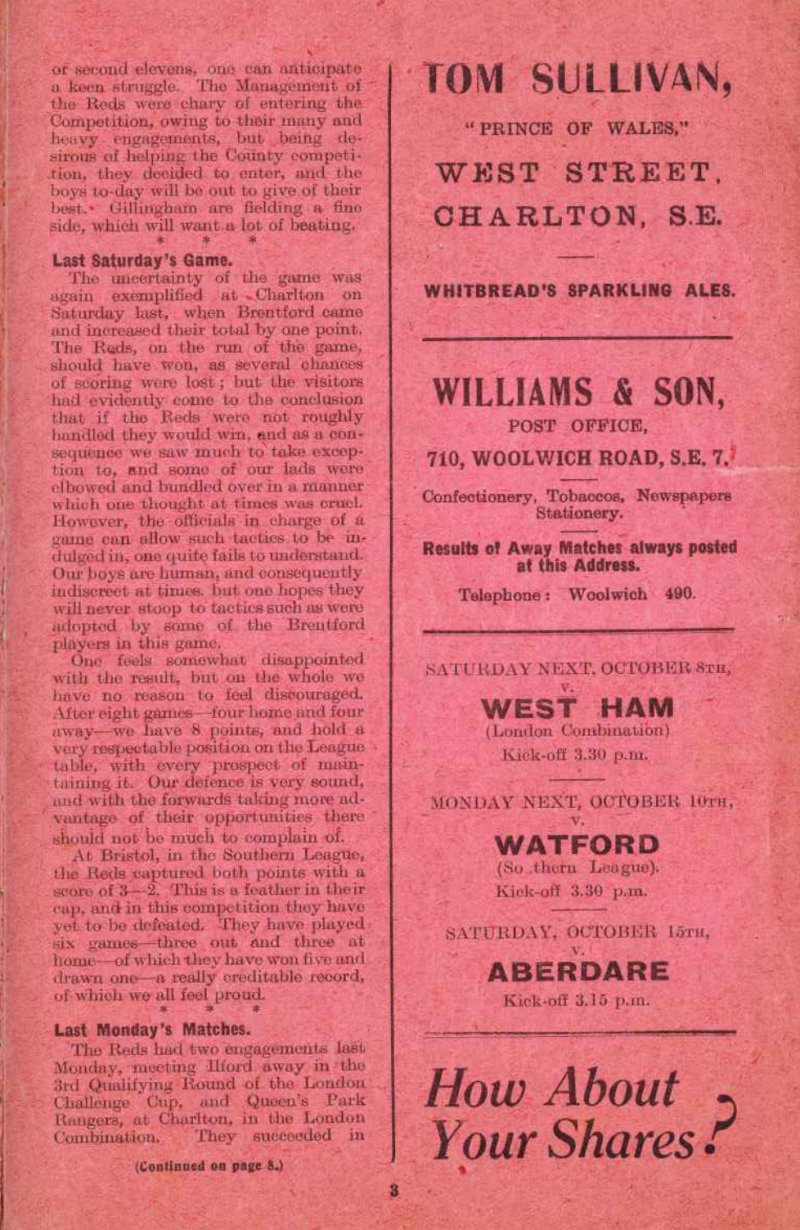 or second elevens, one can anticipate
a keen struggle. The Management of
the Reds were chary of entering the
Competition, owing to their many and
heavy engagements, but being de-
sirous of helping the County competi-
tion, they decided to enter, and the
boys to-day will be out to give of their
best. Gillingham are fielding a fine
side, which will want a lot of beating.
* * *
Last Saturday's Game.
The uncertainty of the game was
again exemplified at Charlton on
Saturday last, when Brentford came
and increased their total by one point.
The Reds, on the run of the game,
should have won, as several chances
of scoring were lost; but the visitors
had evidently come to the conclusion
that if the Reds were not roughly
handled they would win, and as a con-
sequence we saw much to take excep-
tion to, and some of our lads were
elbowed and bundled over in a manner
which one thought at times was cruel.
However, the officials in charge of a
game can allow such tactics to be in-
dulged in, one quite fails to understand.
Our boys are human, and consequently
indiscreet at times, but one hopes they
will never stoop to tactics such as were
adopted by some of the Brentford
players in this game.
One feels somewhat disappointed
with the result, but on the whole we
have no reason to feel discouraged.
After eight games—four home and four
away—we have 8 points, and hold a
very respectable position on the League
table, with every prospect of main-
taining it. Our defence is very sound,
and with the forwards taking more ad-
vantage of their opportunities there
should not be much to complain of.
At Bristol, in the Southern League,
the Reds captured both points with a
score of 3—2. This is a feather in their
cap, and in this competition they have
yet to be defeated. They have played
six games—three out and three at
home—of which they have won five and
drawn one—a really creditable record,
of which we all feel proud.
* * *
Last Monday's Matches.
The Reds had two engagements last
Monday, meeting Ilford away in the
3rd Qualifying Round of the London
Challenge Cup, and Queen's Park
Rangers, at Charlton, in the London
Combination. They succeeded in
(Continued on page 8.)
TOM SULLIVAN,
"PRINCE OF WALES,"
WEST STREET,
CHARLTON, S.E.
WHITBREAD'S SPARKLING ALES.
WILLIAMS & SON,
POST OFFICE,
710, WOOLWICH ROAD, S.E. 7.
Confectionery, Tobaccos, Newspapers
Stationery.
Results of Away Matches always posted
at this Address.
Telephone: Woolwich 490.
SATURDAY NEXT, OCTOBER 8TH,
v.
WEST HAM
(London Combination)
Kick-off 3.30 p.m.
MONDAY NEXT, OCTOBER 10TH,
v.
WATFORD
(So thern League).
Kick-off 3.30 p.m.
SATURDAY, OCTOBER 15TH,
v.
ABERDARE
Kick-off 3.15 p.m.
How About
Your Shares?
3